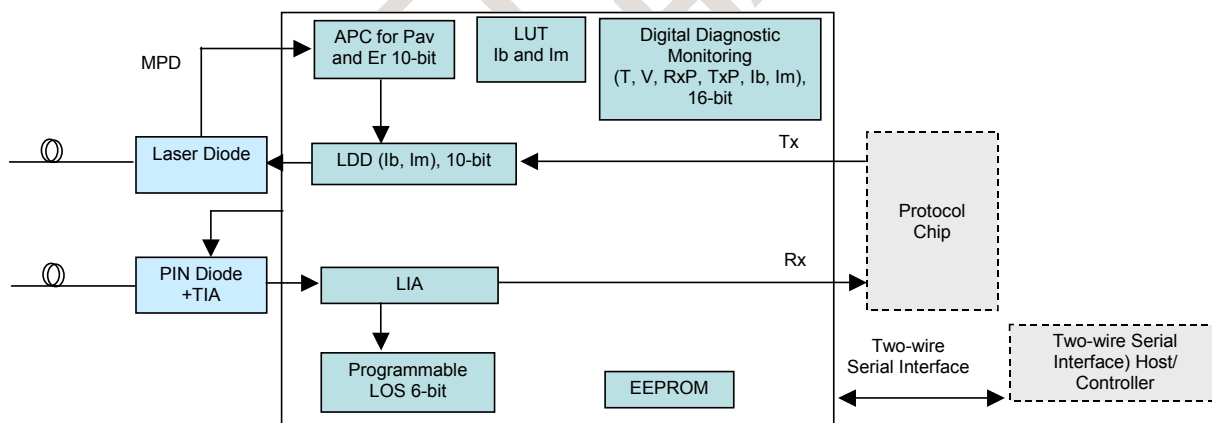 APC for Pav
and Er 10-bit
LUT
Ib and Im
Digital Diagnostic
Monitoring
(T, V, RxP, TxP, Ib, Im),
16-bit
MPD
Laser Diode
LDD (Ib, Im), 10-bit
Tx
Protocol
Chip
PIN Diode
+TIA
LIA
Rx
Programmable
LOS 6-bit
EEPROM
Two-wire
Serial Interface
Two-wire Serial
Interface) Host/
Controller